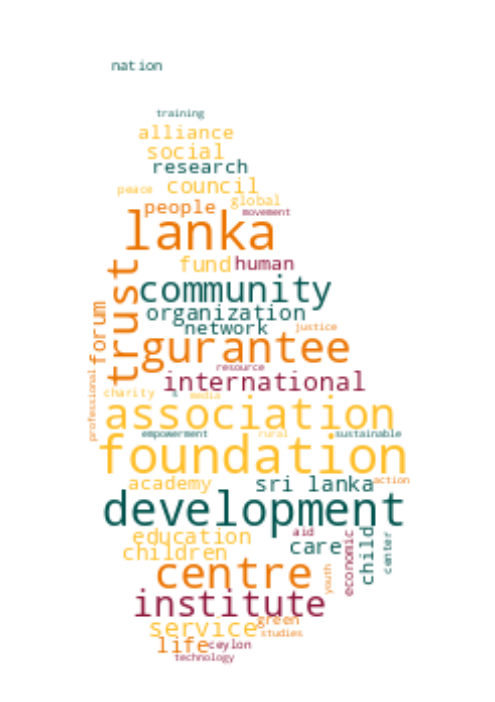 nation
training
alliance
social
research
peace council
people global
movement
lanka
fund human
trust
community
organization
network justice
forum
gurantee
resource
international
professional
charity media
association
empowerment rural sustainable
foundation
academy sri lanka action
development
education aid
children care
economic child center
centre
youth
institute
service green
studies
life ceylon
technology